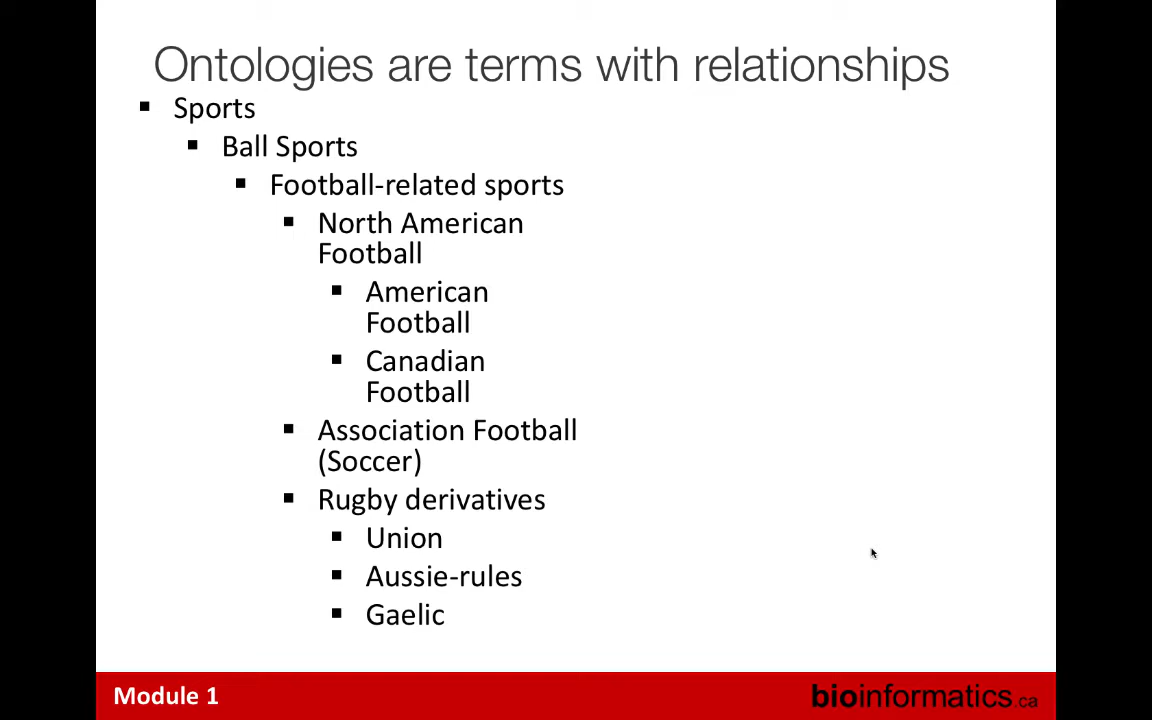 Ontologies are terms with relationships
▪ Sports
▪ Ball Sports
▪ Football-related sports
▪ North American
Football
▪ American
Football
▪ Canadian
Football
▪ Association Football
(Soccer)
▪ Rugby derivatives
▪ Union
▪ Aussie-rules
▪ Gaelic
Module 1
bioinformatics.ca